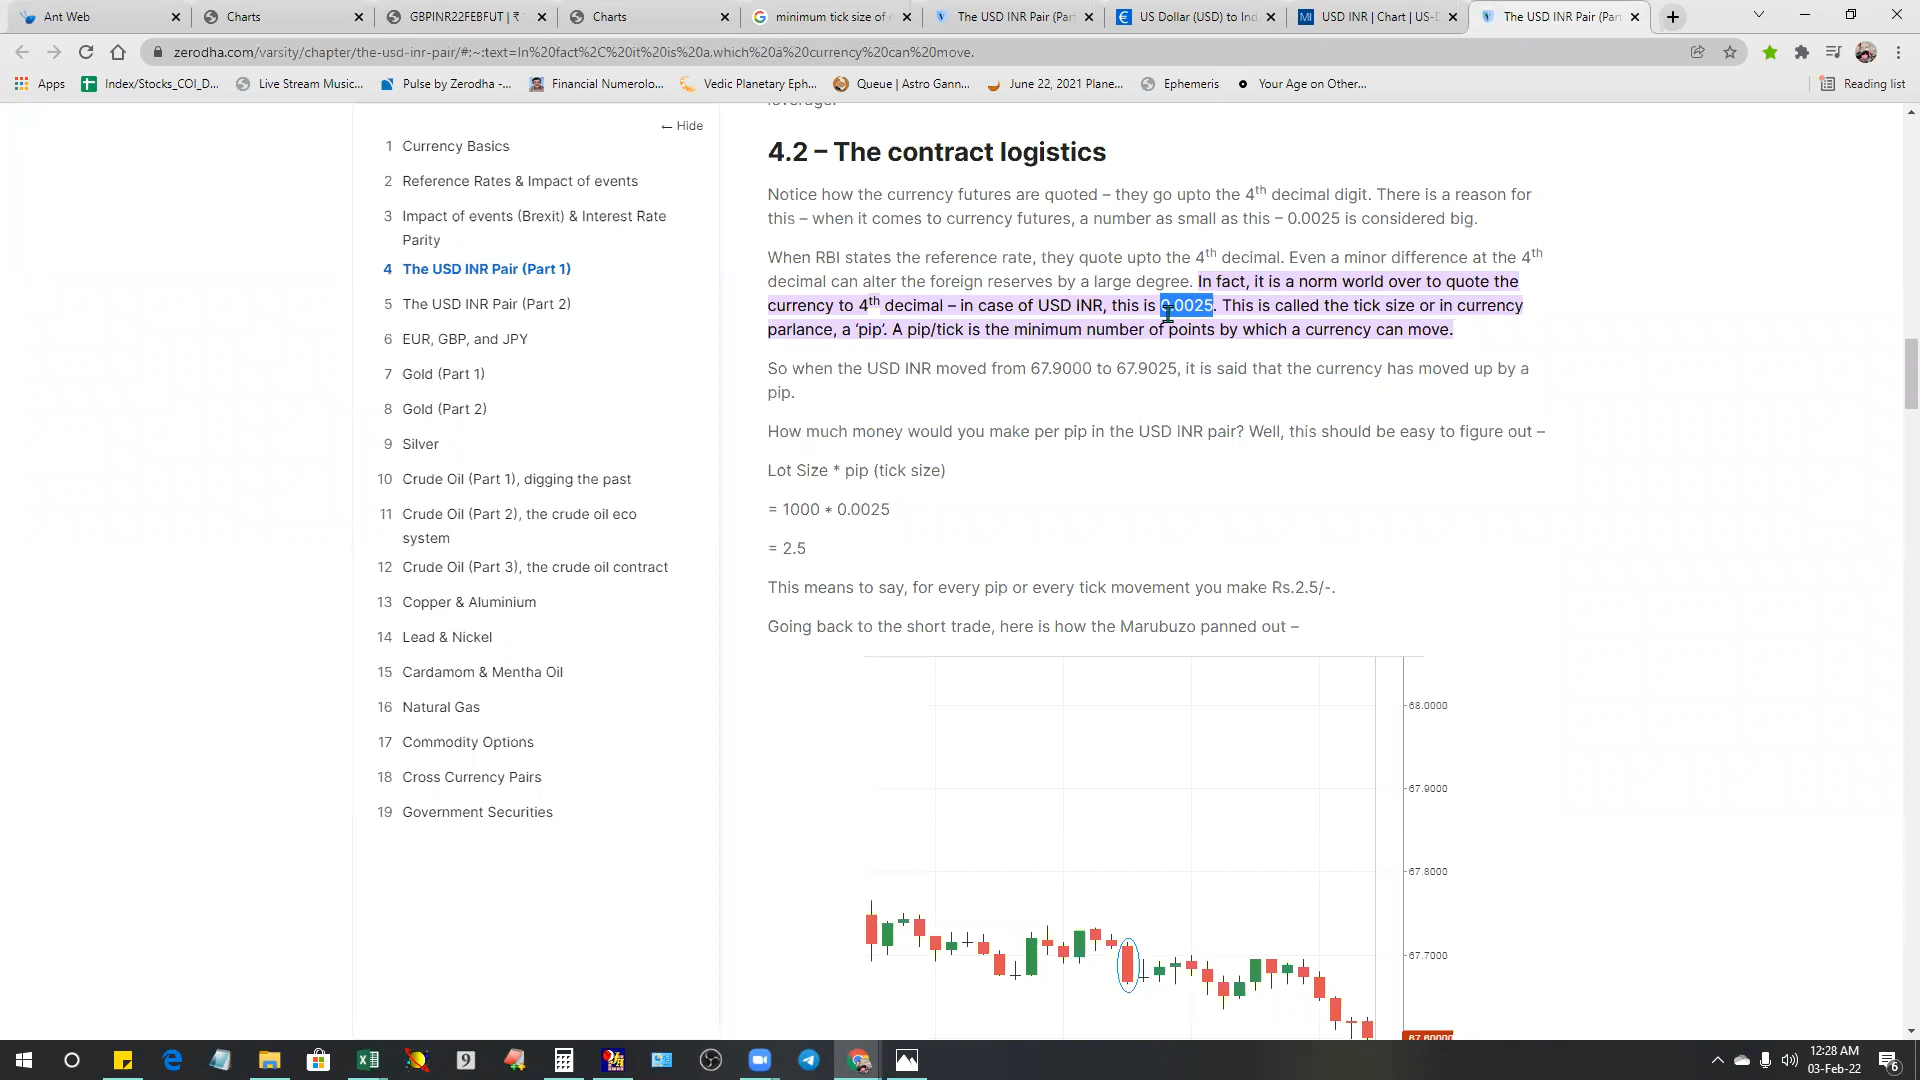 Ant Web
Charts
GBPINR22FEBFUT | ₹
Charts
minimum tick size of
The USD INR Pair (Par
US Dollar (USD) to Ind
USD INR | Chart | US-D
The USD INR Pair (Par
zerodha.com/varsity/chapter/the-usd-inr-pair/#:~:text=In%20fact%2C%20it%20is%20a,which%20a%20currency%20can%20move.
Apps
Index/Stocks_COI_D...
Live Stream Music...
Pulse by Zerodha -...
Financial Numerolo...
Vedic Planetary Eph...
Queue | Astro Gann...
June 22, 2021 Plane...
Ephemeris
Your Age on Other...
Reading list
← Hide
1 Currency Basics
2 Reference Rates & Impact of events
3 Impact of events (Brexit) & Interest Rate
Parity
4 The USD INR Pair (Part 1)
5 The USD INR Pair (Part 2)
6 EUR, GBP, and JPY
7 Gold (Part 1)
8 Gold (Part 2)
9 Silver
10 Crude Oil (Part 1), digging the past
11 Crude Oil (Part 2), the crude oil eco
system
12 Crude Oil (Part 3), the crude oil contract
13 Copper & Aluminium
14 Lead & Nickel
15 Cardamom & Mentha Oil
16 Natural Gas
17 Commodity Options
18 Cross Currency Pairs
19 Government Securities
leverage.
4.2 – The contract logistics
Notice how the currency futures are quoted – they go upto the 4th decimal digit. There is a reason for
this – when it comes to currency futures, a number as small as this – 0.0025 is considered big.
When RBI states the reference rate, they quote upto the 4th decimal. Even a minor difference at the 4th
decimal can alter the foreign reserves by a large degree. In fact, it is a norm world over to quote the
currency to 4th decimal – in case of USD INR, this is 0.0025. This is called the tick size or in currency
parlance, a ‘pip’. A pip/tick is the minimum number of points by which a currency can move.
So when the USD INR moved from 67.9000 to 67.9025, it is said that the currency has moved up by a
pip.
How much money would you make per pip in the USD INR pair? Well, this should be easy to figure out –
Lot Size * pip (tick size)
= 1000 * 0.0025
= 2.5
This means to say, for every pip or every tick movement you make Rs.2.5/-.
Going back to the short trade, here is how the Marubuzo panned out –
68.0000
67.9000
67.8000
67.7000
67.6000
12:28 AM
03-Feb-22
6